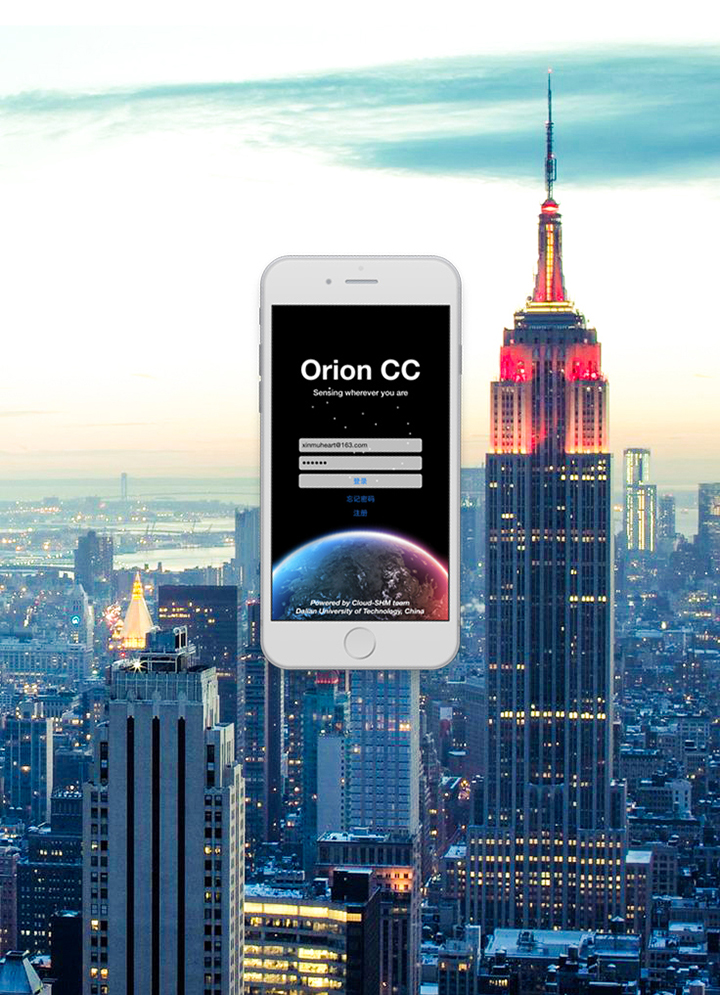 Orion CC
Sensing wherever you are
xinmuheart@163.com
••••••
登录
忘记密码
注册
Powered by Cloud-SHM team
Dalian University of Technology, China